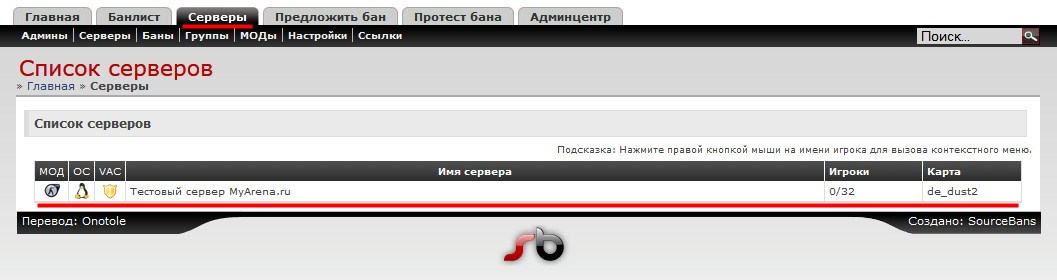 Главная Банлист Серверы Предложить бан Протест бана Админцентр
Админы Серверы Баны Группы МОДы Настройки Ссылки Поиск...
Список серверов
» Главная » Серверы
Список серверов
Подсказка: Нажмите правой кнопкой мыши на имени игрока для вызова контекстного меню.
МОД ОС VAC Имя сервера Игроки Карта
Тестовый сервер MyArena.ru 0/32 de_dust2
Перевод: Onotole Создано: SourceBans
sb